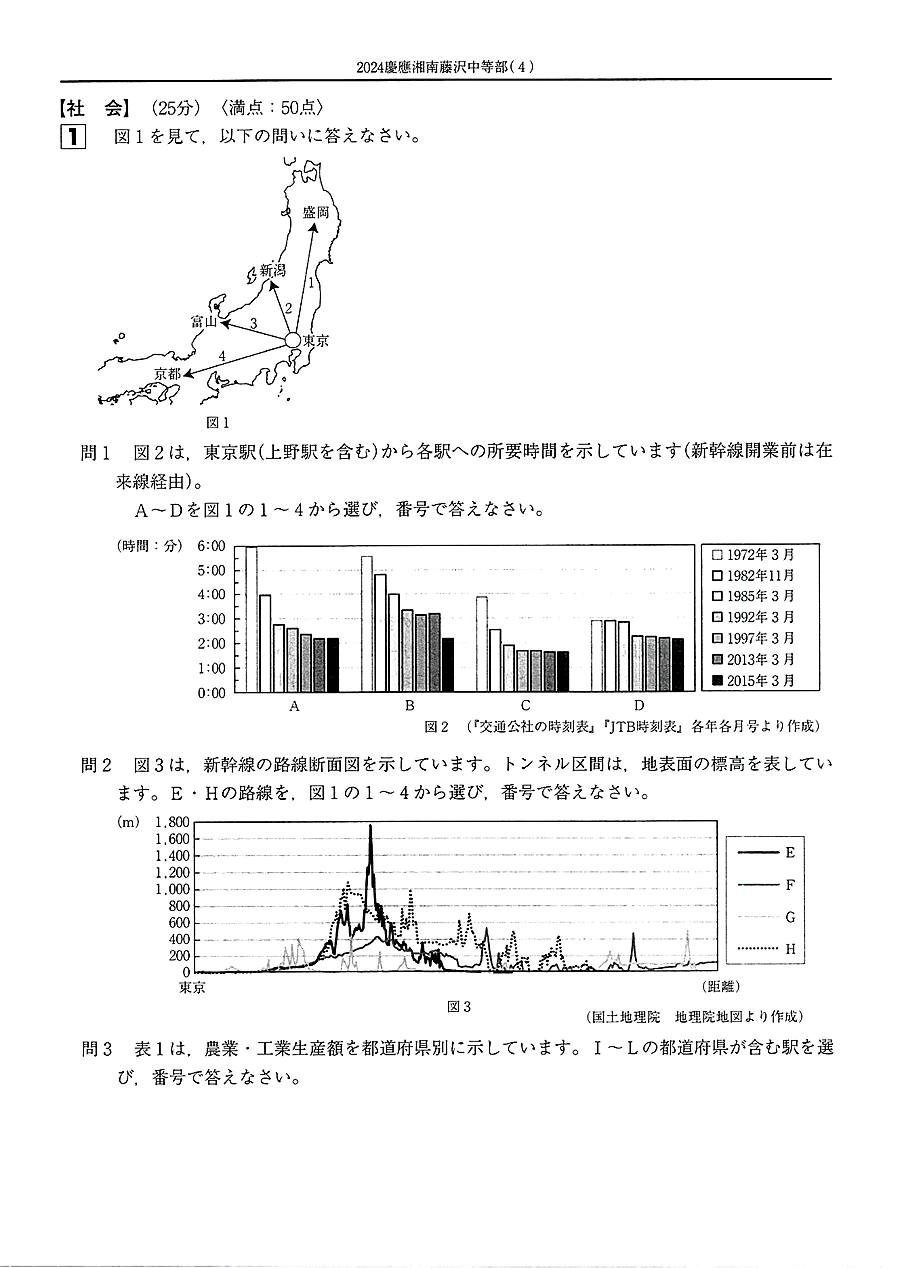 2024慶應湘南藤沢中等部(4)
【社　会】(25分)〈満点：50点〉
1　図1を見て，以下の問いに答えなさい。
盛岡
新潟
1
2
富山
3
東京
4
京都
図1
問1　図2は，東京駅(上野駅を含む)から各駅への所要時間を示しています(新幹線開業前は在
来線経由)。
A～Dを図1の1～4から選び，番号で答えなさい。
(時間：分)
6:00
5:00
4:00
3:00
2:00
1:00
0:00
A
B
C
D
1972年3月
1982年11月
1985年3月
1992年3月
1997年3月
2013年3月
2015年3月
図2　(『交通公社の時刻表』『JTB時刻表』各年各月号より作成)
問2　図3は，新幹線の路線断面図を示しています。トンネル区間は，地表面の標高を表してい
ます。E・Hの路線を，図1の1～4から選び，番号で答えなさい。
(m)
1,800
1,600
1,400
1,200
1,000
800
600
400
200
0
東京
(距離)
E
F
G
H
図3
(国土地理院　地理院地図より作成)
問3　表1は，農業・工業生産額を都道府県別に示しています。I～Lの都道府県が含む駅を選
び，番号で答えなさい。